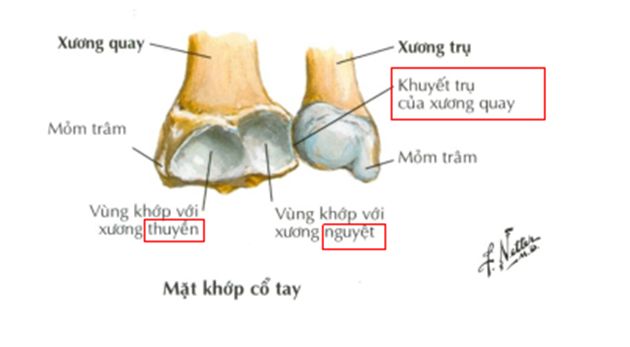 Xương quay
Xương trụ
Khuyết trụ
của xương quay
Mỏm trâm
Mỏm trâm
Vùng khớp với
xương thuyền
Vùng khớp với
xương nguyệt
F. Netter
M.D.
Mặt khớp cổ tay